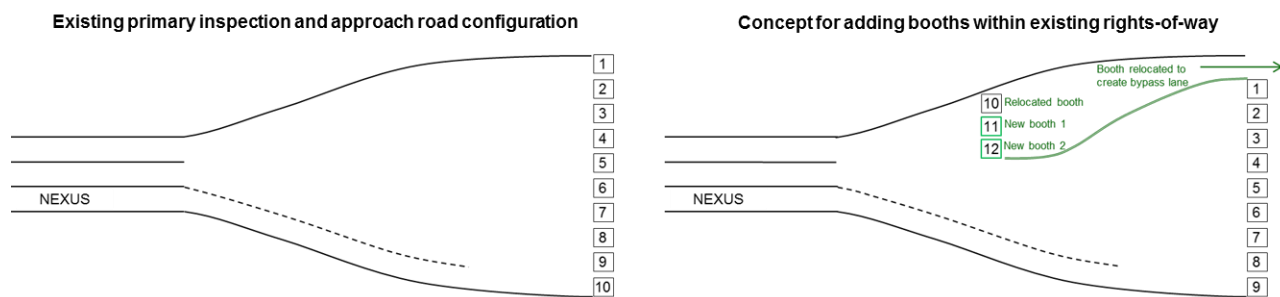 Existing primary inspection and approach road configuration
1
2
3
4
5
6
7
8
9
10
NEXUS
Concept for adding booths within existing rights-of-way
Booth relocated to
create bypass lane
10 Relocated booth
11 New booth 1
12 New booth 2
1
2
3
4
5
6
7
8
9
NEXUS